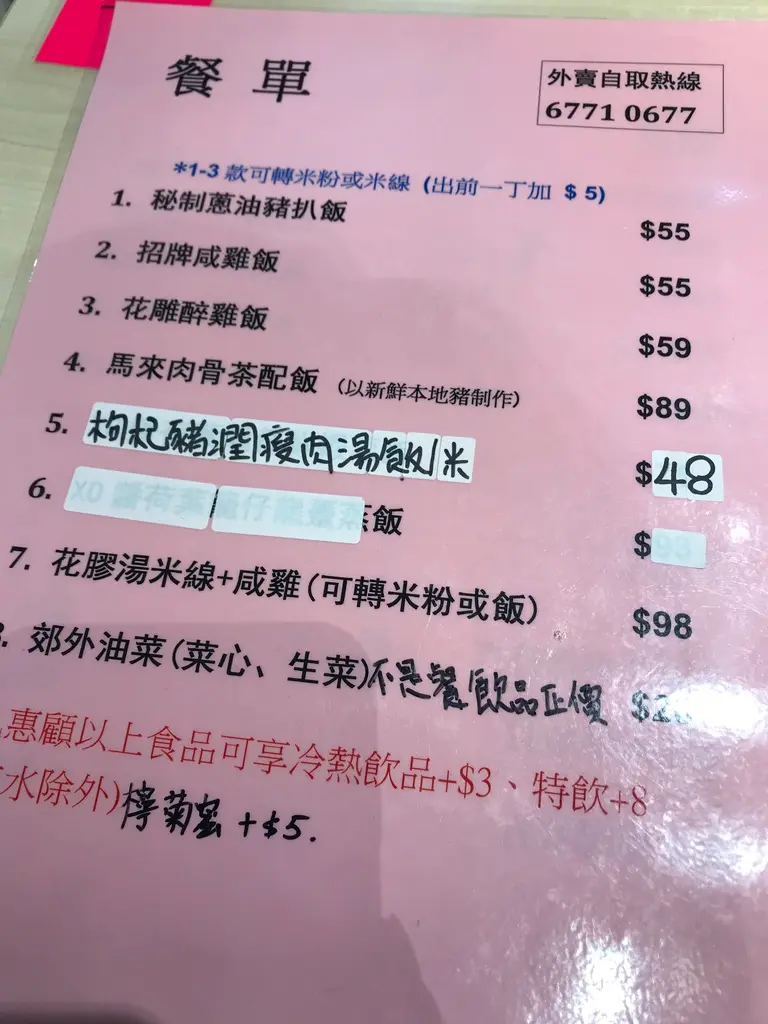 餐單
外賣自取熱線
6771 0677
*1-3 款可轉米粉或米線 (出前一丁加 $ 5)
1. 秘制蔥油豬扒飯 $55
2. 招牌咸雞飯 $55
3. 花雕醉雞飯 $59
4. 馬來肉骨茶配飯 (以新鮮本地豬制作) $89
5. 枸杞豬潤瘦肉湯飯/米 $48
6. 飯 $
7. 花膠湯米線+咸雞 (可轉米粉或飯) $98
郊外油菜 (菜心、生菜) 不是餐飲品正價
惠顧以上食品可享冷熱飲品+$3、特飲+8
水除外) 檸菊蜜 +$5.